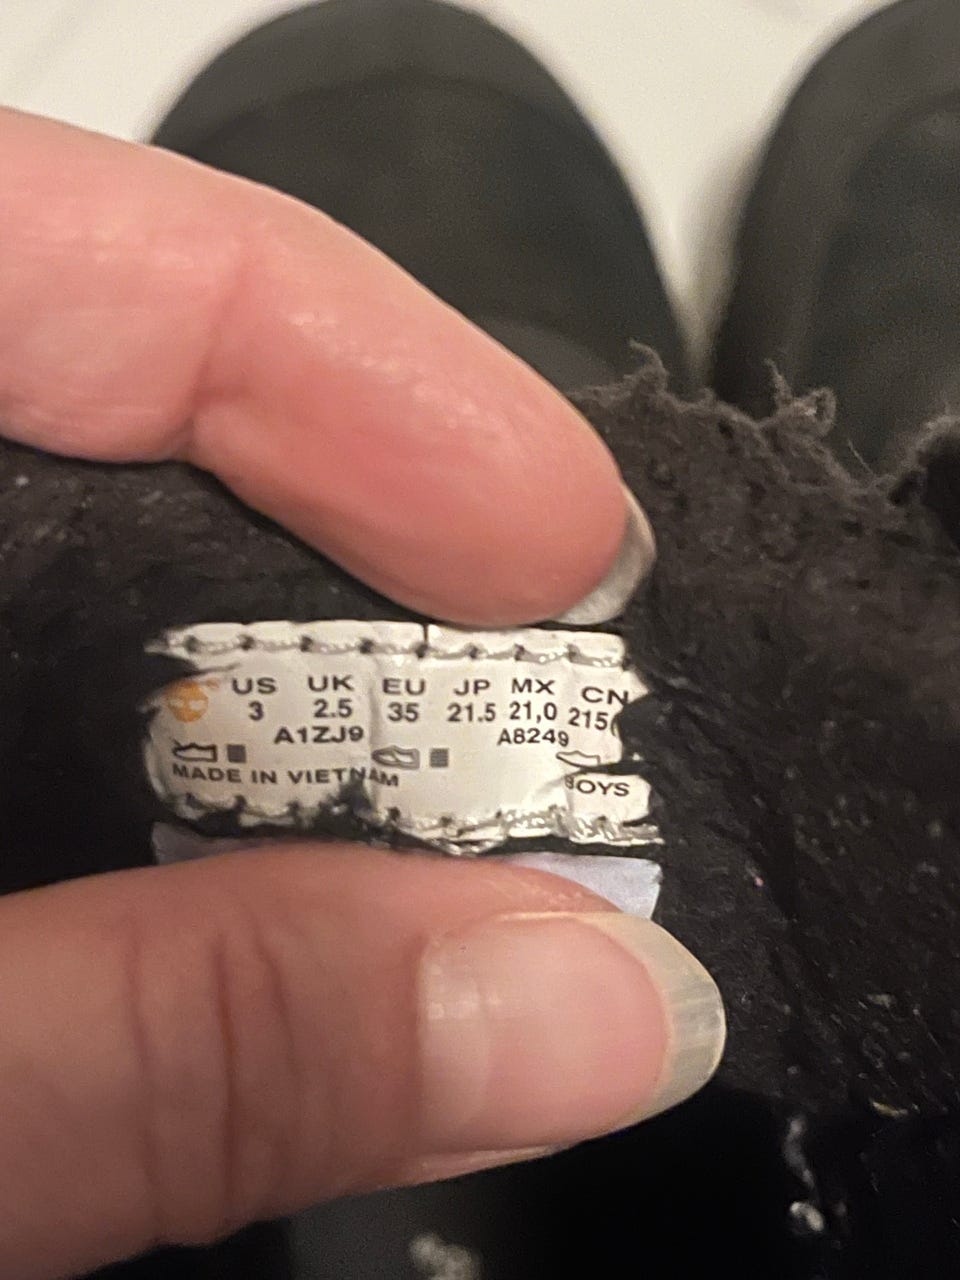 US UK EU JP MX CN
3 2.5 35 21.5 21,0 215(
A1ZJ9 A8249
MADE IN VIETNAM BOYS